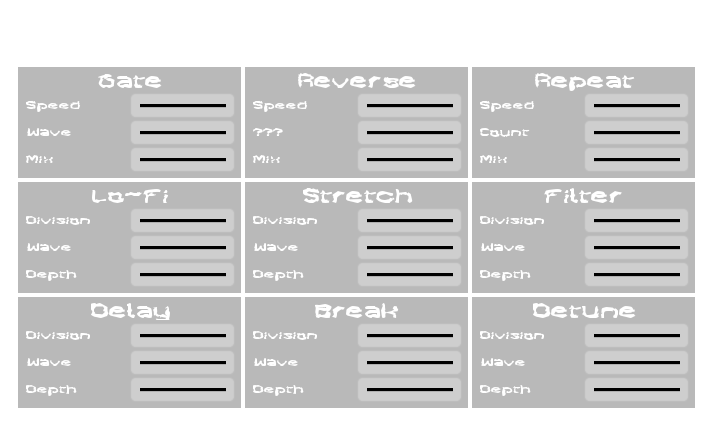 Gate
Reverse
Repeat
Speed
Speed
Speed
Wave
???
Count
Mix
Mix
Mix
Lo-Fi
Stretch
Filter
Division
Division
Division
Wave
Wave
Wave
Depth
Depth
Depth
Delay
Break
Detune
Division
Division
Division
Wave
Wave
Wave
Depth
Depth
Depth